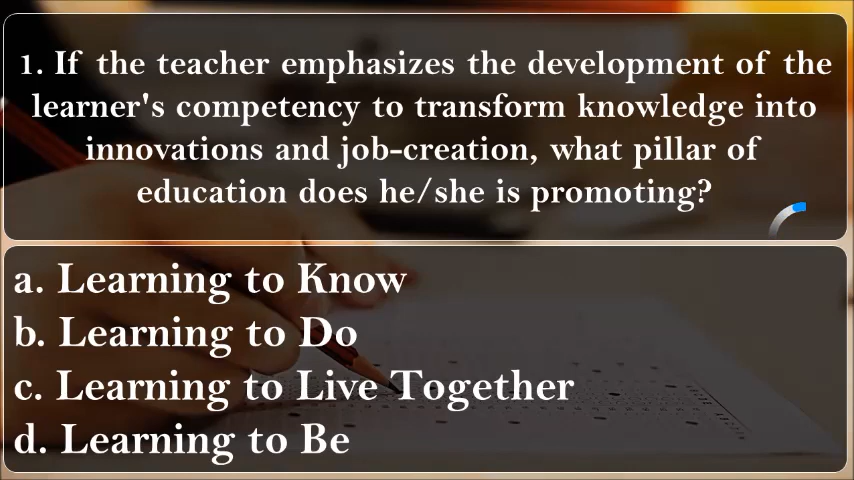 1. If the teacher emphasizes the development of the
learner's competency to transform knowledge into
innovations and job-creation, what pillar of
education does he/she is promoting?
a. Learning to Know
b. Learning to Do
c. Learning to Live Together
d. Learning to Be